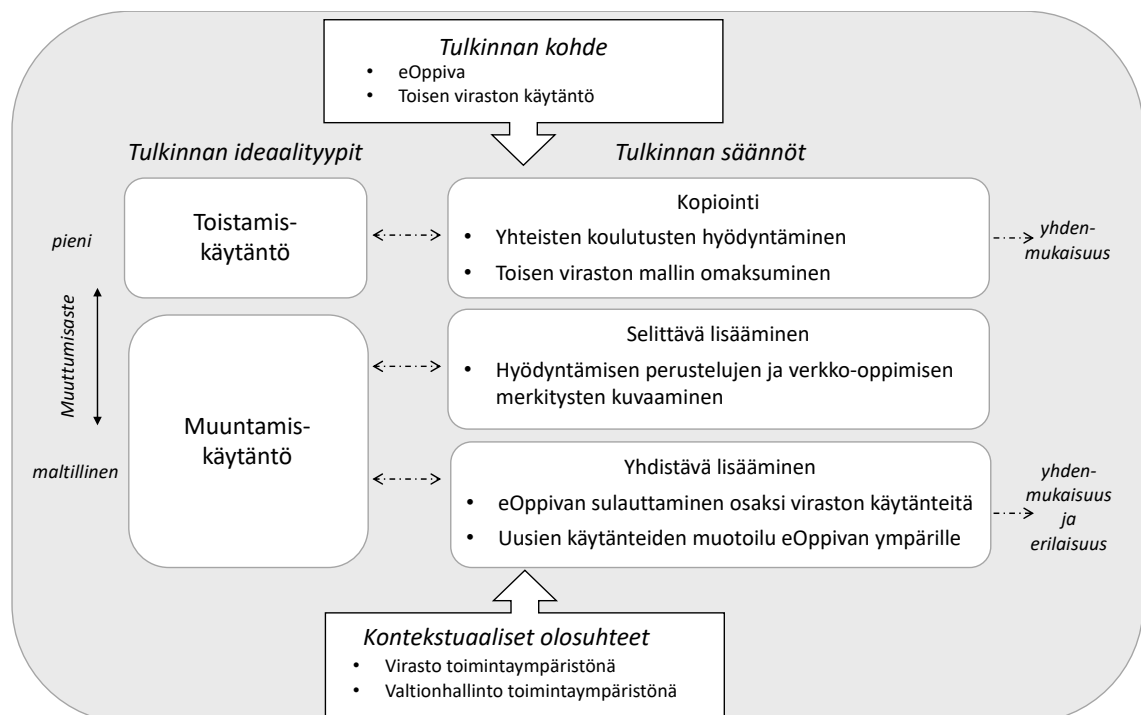 Tulkinnan kohde
• eOppiva
• Toisen viraston käytäntö
Tulkinnan ideaalityypit
Tulkinnan säännöt
pieni
Muuttumisaste
maltillinen
Toistamis-
käytäntö
Muuntamis-
käytäntö
Kopiointi
• Yhteisten koulutusten hyödyntäminen
• Toisen viraston mallin omaksuminen
yhden-
mukaisuus
Selittävä lisääminen
• Hyödyntämisen perustelujen ja verkko-oppimisen
merkitysten kuvaaminen
Yhdistävä lisääminen
• eOppivan sulauttaminen osaksi viraston käytänteitä
• Uusien käytänteiden muotoilu eOppivan ympärille
yhden-
mukaisuus
ja
erilaisuus
Kontekstuaaliset olosuhteet
• Virasto toimintaympäristönä
• Valtionhallinto toimintaympäristönä